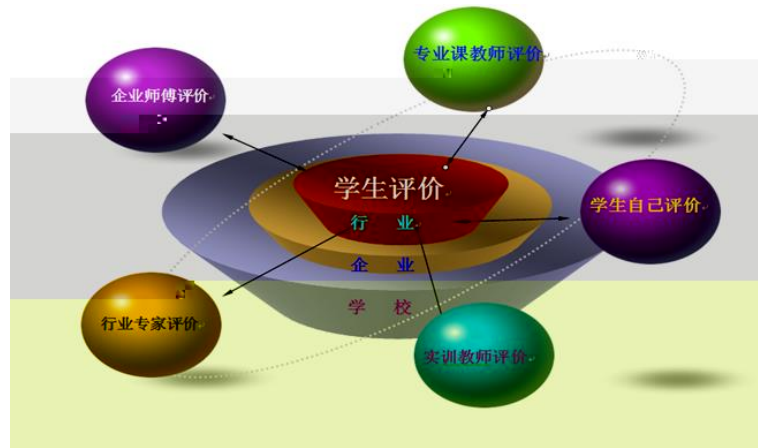 专业课教师评价
企业师傅评价
学生评价
学生自己评价
行 业
企 业
学 校
行业专家评价
实训教师评价